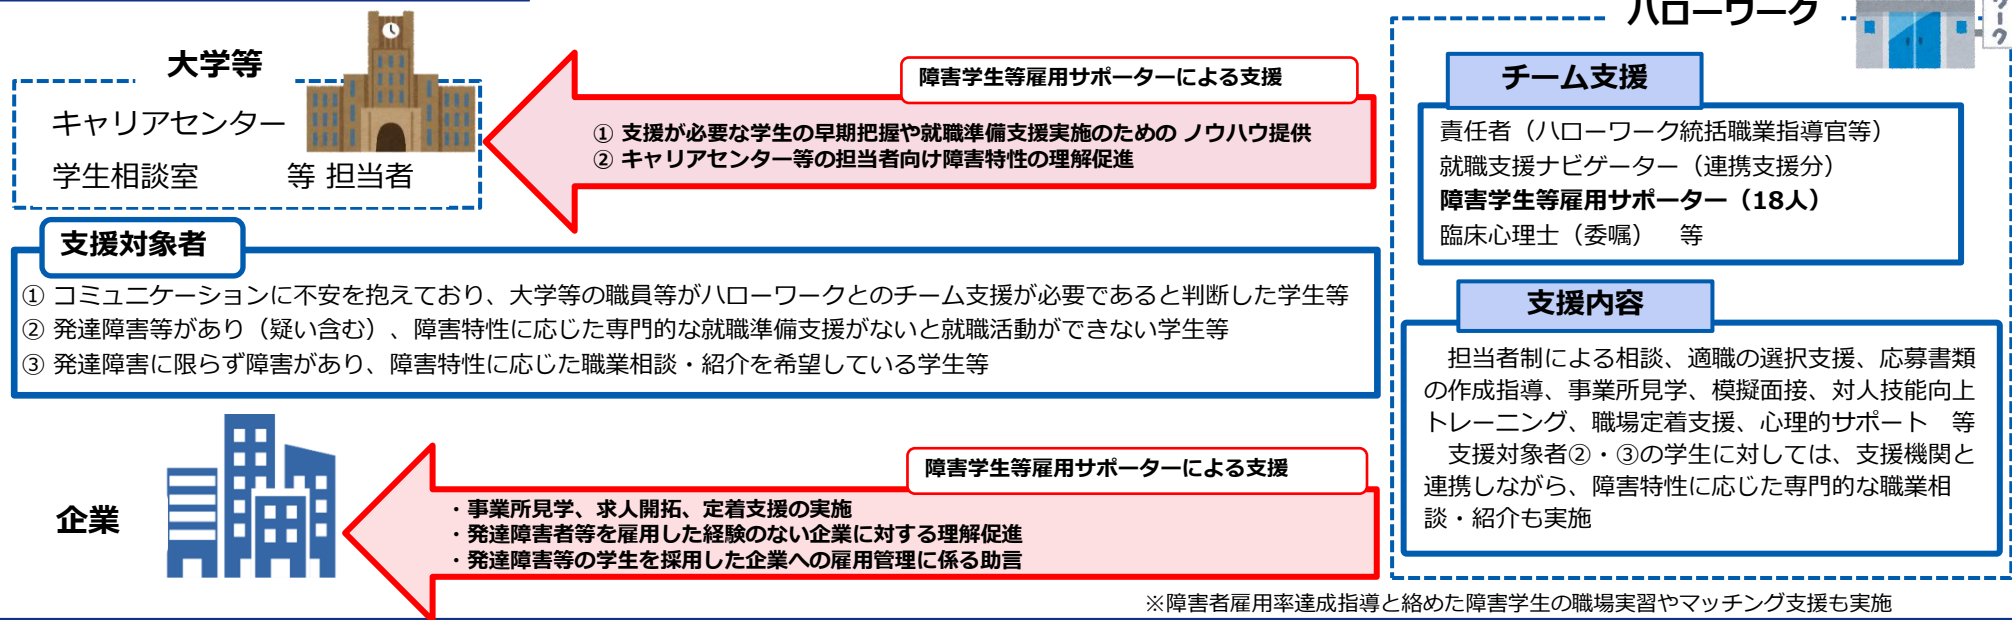 大学等
キャリアセンター
学生相談室　　　等 担当者
障害学生等雇用サポーターによる支援
① 支援が必要な学生の早期把握や就職準備支援実施のための ノウハウ提供
② キャリアセンター等の担当者向け障害特性の理解促進
支援対象者
① コミュニケーションに不安を抱えており、大学等の職員等がハローワークとのチーム支援が必要であると判断した学生等
② 発達障害等があり（疑い含む）、障害特性に応じた専門的な就職準備支援がないと就職活動ができない学生等
③ 発達障害に限らず障害があり、障害特性に応じた職業相談・紹介を希望している学生等
企業
障害学生等雇用サポーターによる支援
・事業所見学、求人開拓、定着支援の実施
・発達障害者等を雇用した経験のない企業に対する理解促進
・発達障害等の学生を採用した企業への雇用管理に係る助言
ハローワーク
ワーク
チーム支援
責任者（ハローワーク統括職業指導官等）
就職支援ナビゲーター（連携支援分）
障害学生等雇用サポーター（18人）
臨床心理士（委嘱）　等
支援内容
　担当者制による相談、適職の選択支援、応募書類
の作成指導、事業所見学、模擬面接、対人技能向上
トレーニング、職場定着支援、心理的サポート　等
　支援対象者②・③の学生に対しては、支援機関と
連携しながら、障害特性に応じた専門的な職業相
談・紹介も実施
※障害者雇用率達成指導と絡めた障害学生の職場実習やマッチング支援も実施